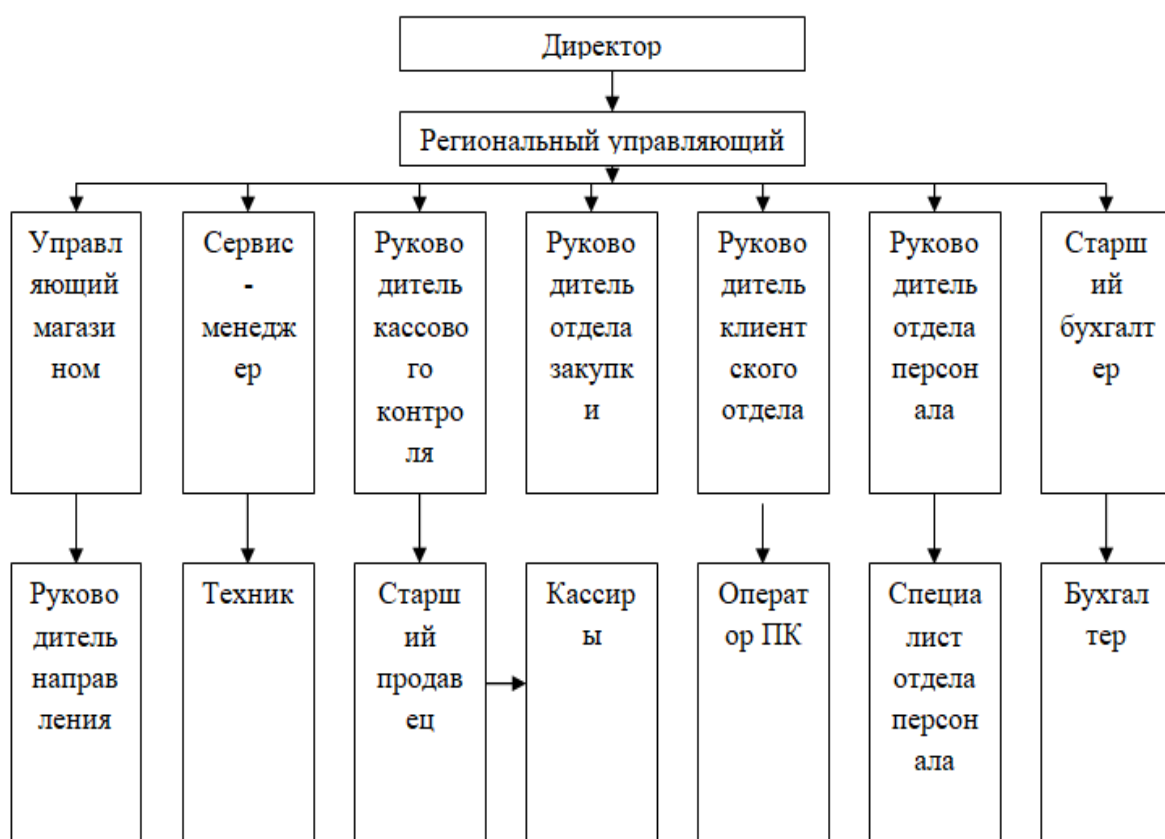 Директор
Региональный управляющий
Управл
яющий
магази
ном
Сервис
-
менедж
ер
Руково
дитель
кассово
го
контро
ля
Руково
дитель
отдела
закупк
и
Руково
дитель
клиент
ского
отдела
Руково
дитель
отдела
персон
ала
Старш
ий
бухгалт
ер
Руково
дитель
направ
ления
Техник
Старш
ий
продав
ец
Кассир
ы
Операт
ор ПК
Специа
лист
отдела
персон
ала
Бухгал
тер